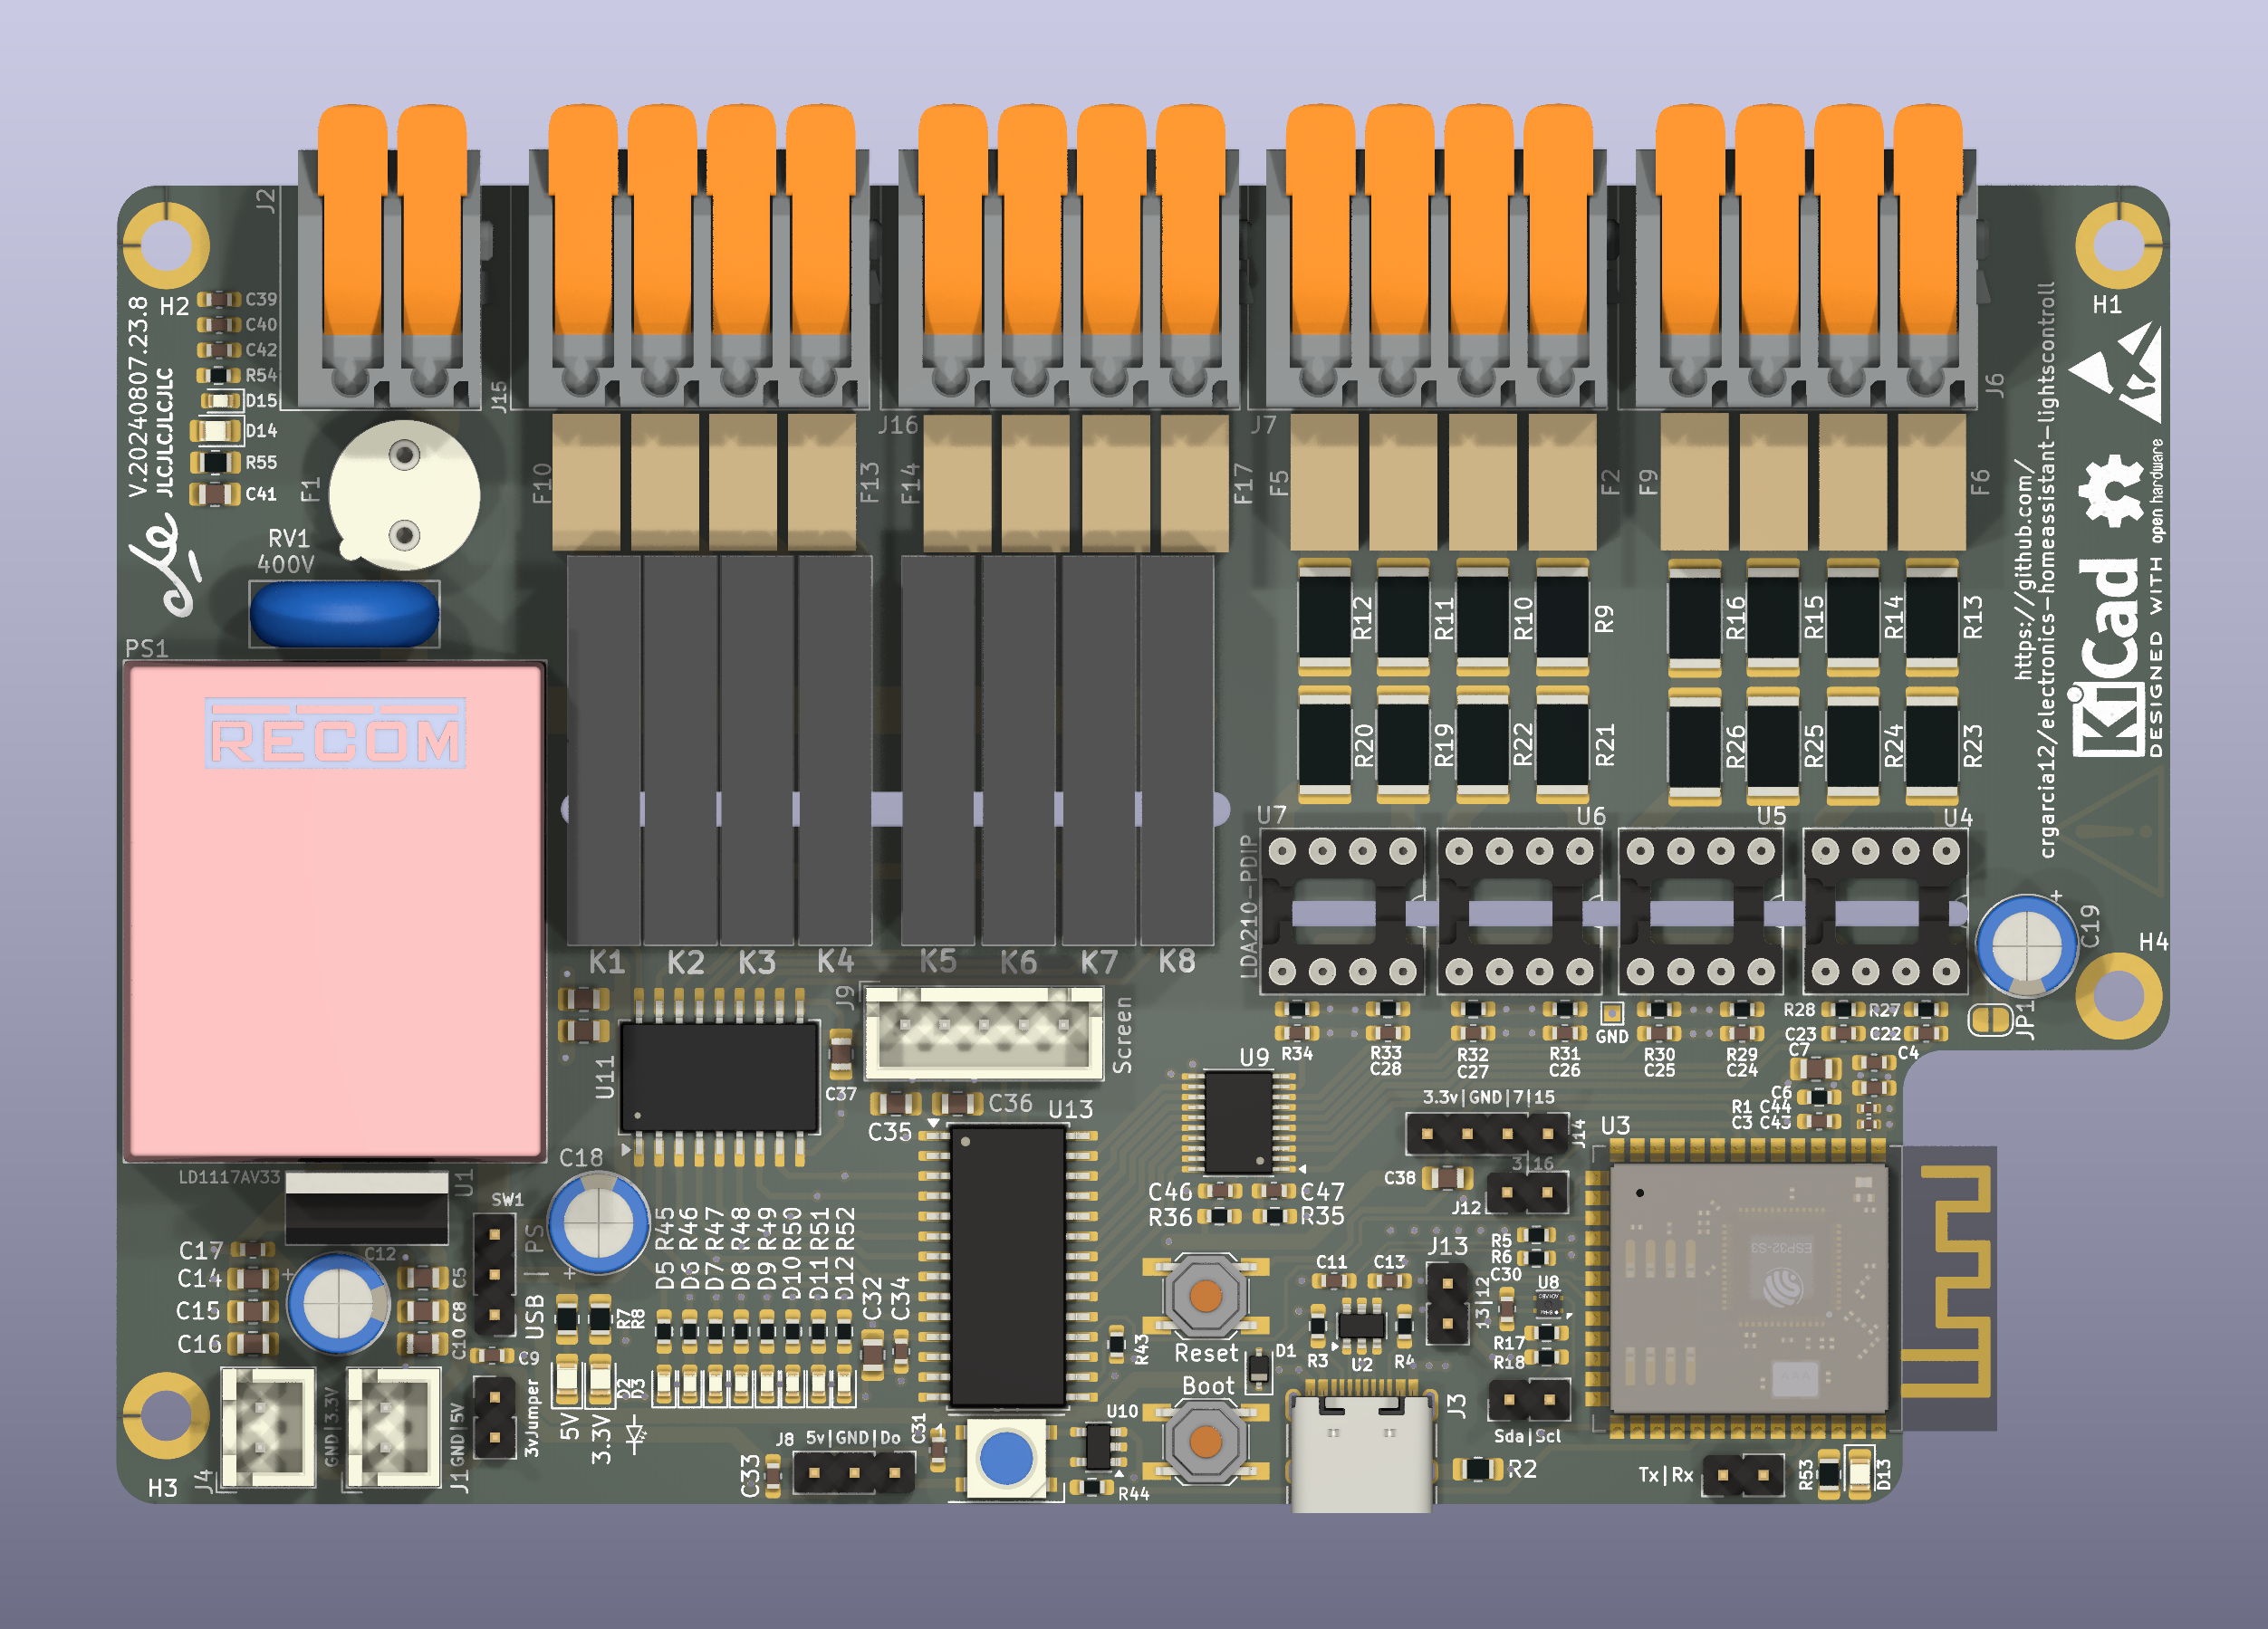 J2
J15
J16
J7
J6
H2
H1
V.20240807.23.8
JLCJLCJLCJLC
C39
C40
C42
R54
D15
D14
R55
C41
F1
F10
F13
F14
F17
F5
F2
F9
F6
RV1
400V
PS1
RECOM
R12
R11
R10
R9
R16
R15
R14
R13
R20
R19
R22
R21
R26
R25
R24
R23
https://github.com/
crgarcia12/electronics-homeassistant-lightscontroll
open hardware
KiCad
DESIGNED WITH
U7
U6
U5
U4
LDA210-PDIP
C19
+
H4
JP1
K1
K2
K3
K4
K5
K6
K7
K8
J9
Screen
U11
C37
C35
C36
U13
U9
R34
R33
C28
R32
C27
R31
C26
GND
R30
C25
R29
C24
R28
R27
C23
C22
C7
C4
C6
R1
C44
C3
C43
3.3v|GND|7|15
J14
U3
3|16
C38
J12
C46
C47
R36
R35
LD1117AV33
U1
SW1
C18
+
PS
|
USB
C17
C14
C15
C16
C12
+
C5
C8
C10
C9
R7
R8
D5 R45
D6 R46
D7 R47
D8 R48
D9 R49
D10 R50
D11 R51
D12 R52
C32
C34
R43
Reset
Boot
D1
C11
C13
R3
U2
R4
J13
13|12
R5
R6
C30
U8
R17
R18
ESP32-S3
H3
J4
GND|3.3V
J1
GND|5V
3vJumper
D2
D3
5V
3.3V
C33
J8
5v|GND|Do
C31
U10
R44
J3
R2
Sda|Scl
Tx|Rx
R53
D13